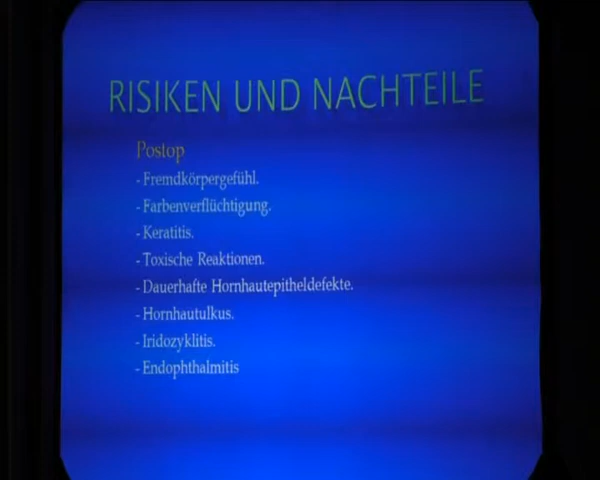 RISIKEN UND NACHTEILE
Postop
- Fremdkörpergefühl.
- Farbenverflüchtigung.
- Keratitis.
- Toxische Reaktionen.
- Dauerhafte Hornhautepitheldefekte.
- Hornhautulkus.
- Iridozyklitis.
- Endophthalmitis